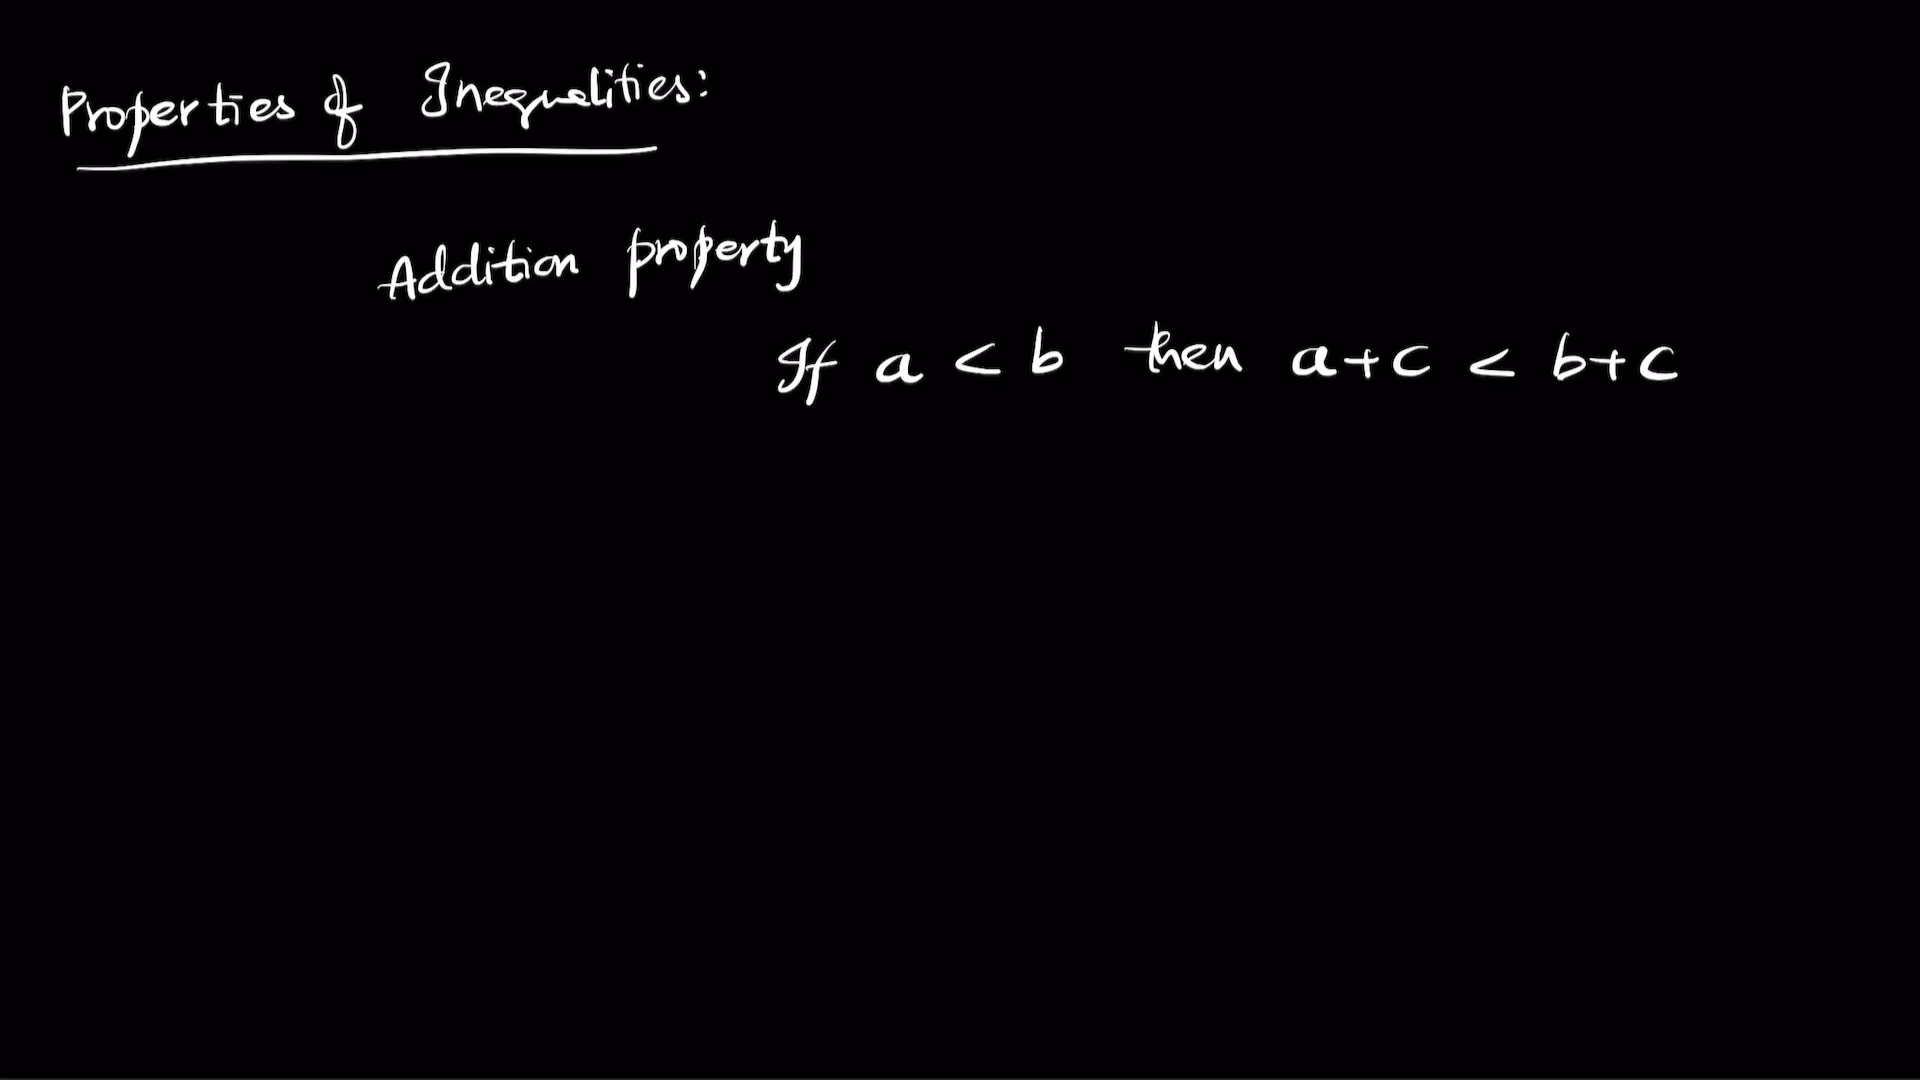 Properties of Inequalities:
Addition property
If a < b then a+c < b+c